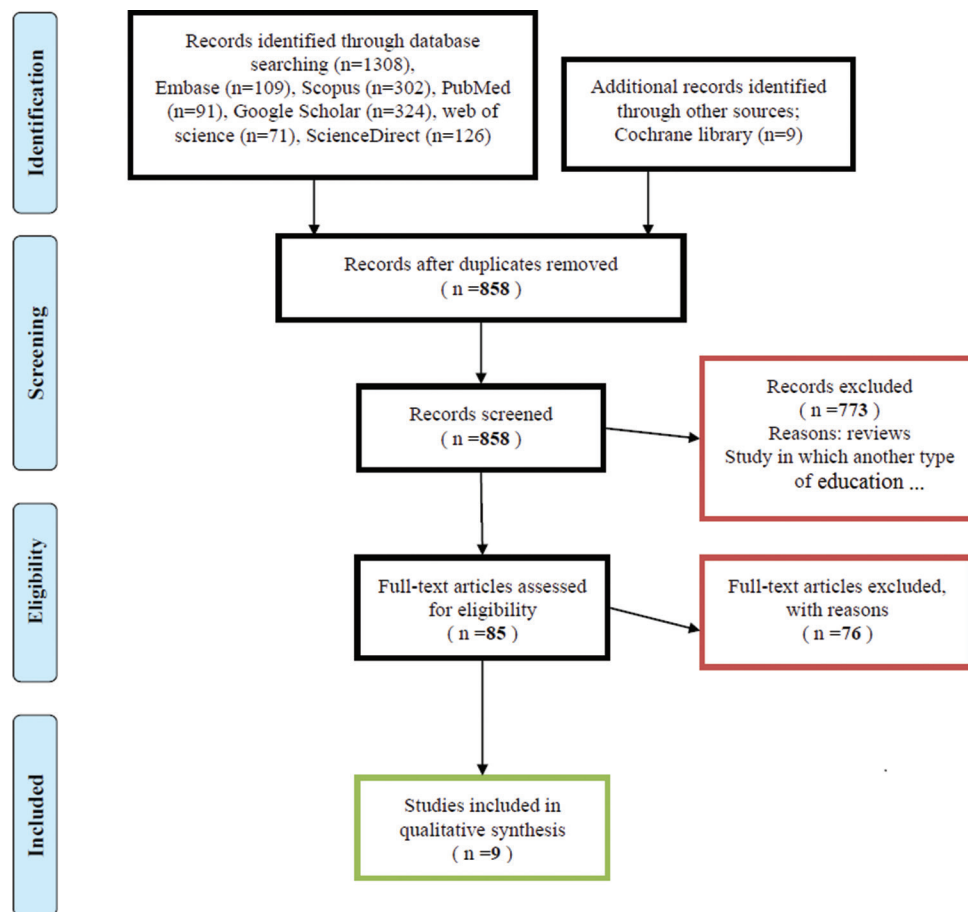 Identification
Records identified through database
searching (n=1308),
Embase (n=109), Scopus (n=302), PubMed
(n=91), Google Scholar (n=324), web of
science (n=71), ScienceDirect (n=126)
Additional records identified
through other sources;
Cochrane library (n=9)
Screening
Records after duplicates removed
( n =858 )
Records screened
( n =858 )
Records excluded
( n =773 )
Reasons: reviews
Study in which another type
of education ...
Eligibility
Full-text articles assessed
for eligibility
( n =85 )
Full-text articles excluded,
with reasons
( n =76 )
Included
Studies included in
qualitative synthesis
( n =9 )